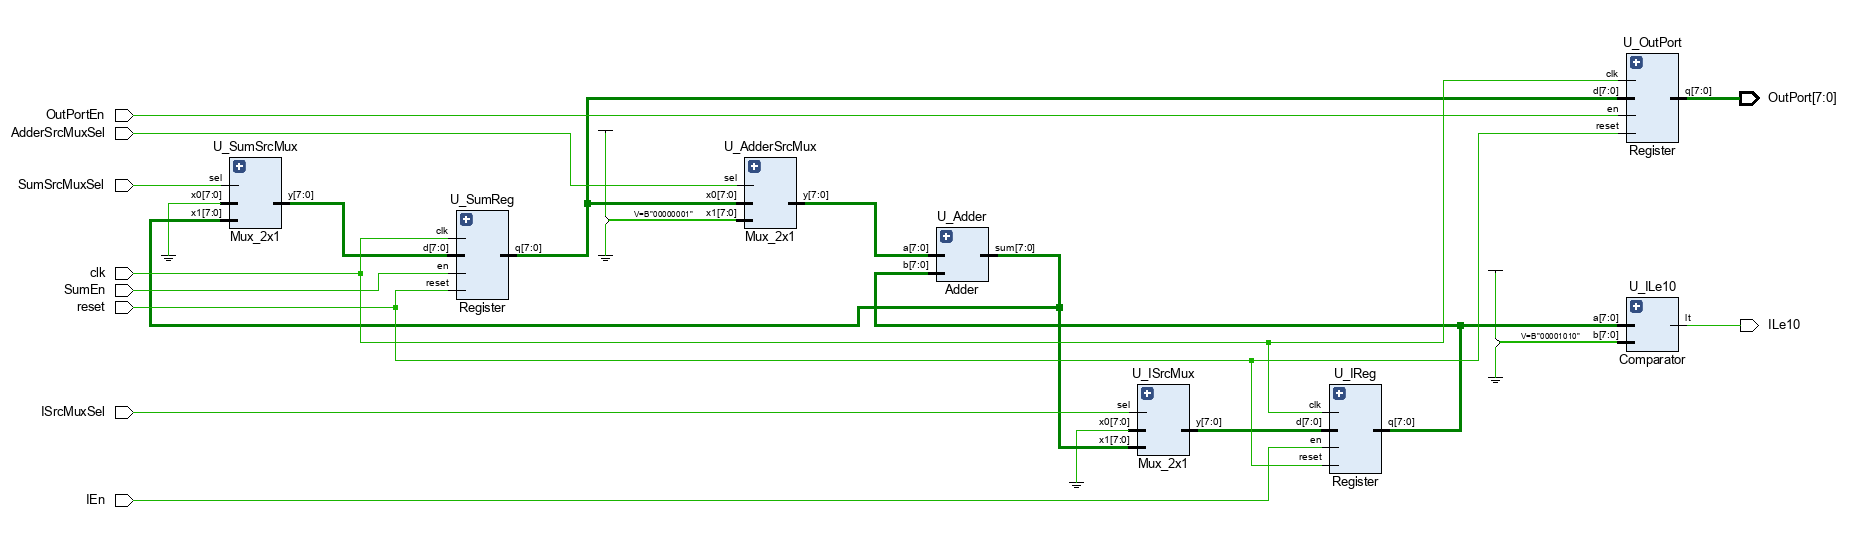 U_OutPort
clk
d[7:0]
q[7:0]
OutPort[7:0]
en
reset
Register
OutPortEn
AdderSrcMuxSel
SumSrcMuxSel
U_SumSrcMux
sel
x0[7:0]
y[7:0]
x1[7:0]
Mux_2x1
U_SumReg
clk
d[7:0]
q[7:0]
en
reset
Register
clk
SumEn
reset
U_AdderSrcMux
sel
x0[7:0]
y[7:0]
V=B"00000001"
x1[7:0]
Mux_2x1
U_Adder
a[7:0]
sum[7:0]
b[7:0]
Adder
U_ILe10
a[7:0]
lt
ILe10
V=B"00001010"
b[7:0]
Comparator
ISrcMuxSel
IEn
U_ISrcMux
sel
x0[7:0]
y[7:0]
x1[7:0]
Mux_2x1
U_IReg
clk
d[7:0]
q[7:0]
en
reset
Register